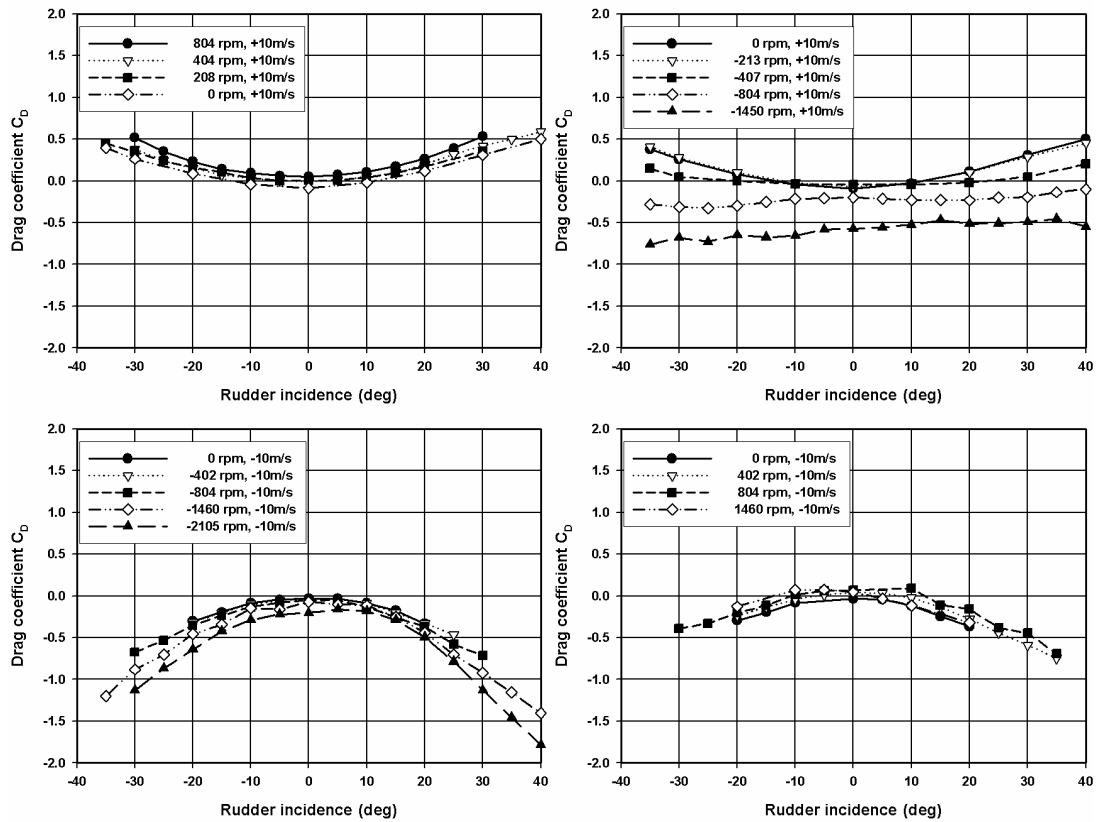 2.0
1.5
1.0
0.5
0.0
-0.5
-1.0
-1.5
-2.0
Drag coefficient CD
804 rpm, +10m/s
404 rpm, +10m/s
208 rpm, +10m/s
0 rpm, +10m/s
-40 -30 -20 -10 0 10 20 30 40
Rudder incidence (deg)
2.0
1.5
1.0
0.5
0.0
-0.5
-1.0
-1.5
-2.0
Drag coefficient CD
0 rpm, +10m/s
-213 rpm, +10m/s
-407 rpm, +10m/s
-804 rpm, +10m/s
-1450 rpm, +10m/s
-40 -30 -20 -10 0 10 20 30 40
Rudder incidence (deg)
2.0
1.5
1.0
0.5
0.0
-0.5
-1.0
-1.5
-2.0
Drag coefficient CD
0 rpm, -10m/s
-402 rpm, -10m/s
-804 rpm, -10m/s
-1460 rpm, -10m/s
-2105 rpm, -10m/s
-40 -30 -20 -10 0 10 20 30 40
Rudder incidence (deg)
2.0
1.5
1.0
0.5
0.0
-0.5
-1.0
-1.5
-2.0
Drag coefficient CD
0 rpm, -10m/s
402 rpm, -10m/s
804 rpm, -10m/s
1460 rpm, -10m/s
-40 -30 -20 -10 0 10 20 30 40
Rudder incidence (deg)